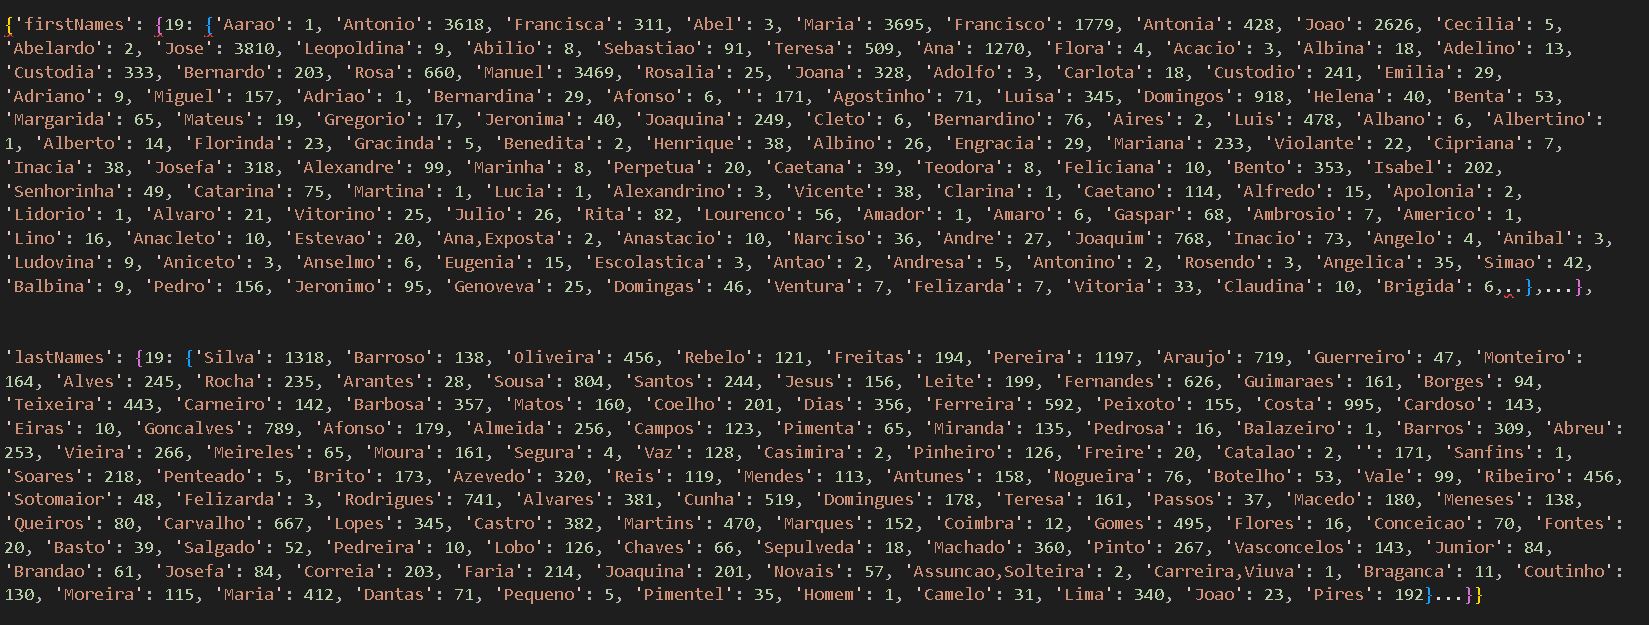 {'firstNames': {19: {'Aarao': 1, 'Antonio': 3618, 'Francisca': 311, 'Abel': 3, 'Maria': 3695, 'Francisco': 1779, 'Antonia': 428, 'Joao': 2626, 'Cecilia': 5,
'Abelardo': 2, 'Jose': 3810, 'Leopoldina': 9, 'Abilio': 8, 'Sebastiao': 91, 'Teresa': 509, 'Ana': 1270, 'Flora': 4, 'Acacio': 3, 'Albina': 18, 'Adelino': 13,
'Custodia': 333, 'Bernardo': 203, 'Rosa': 660, 'Manuel': 3469, 'Rosalia': 25, 'Joana': 328, 'Adolfo': 3, 'Carlota': 18, 'Custodio': 241, 'Emilia': 29,
'Adriano': 9, 'Miguel': 157, 'Adriao': 1, 'Bernardina': 29, 'Afonso': 6, '': 171, 'Agostinho': 71, 'Luisa': 345, 'Domingos': 918, 'Helena': 40, 'Benta': 53,
'Margarida': 65, 'Mateus': 19, 'Gregorio': 17, 'Jeronima': 40, 'Joaquina': 249, 'Cleto': 6, 'Bernardino': 76, 'Aires': 2, 'Luis': 478, 'Albano': 6, 'Albertino':
1, 'Alberto': 14, 'Florinda': 23, 'Gracinda': 5, 'Benedita': 2, 'Henrique': 38, 'Albino': 26, 'Engracia': 29, 'Mariana': 233, 'Violante': 22, 'Cipriana': 7,
'Inacia': 38, 'Josefa': 318, 'Alexandre': 99, 'Marinha': 8, 'Perpetua': 20, 'Caetana': 39, 'Teodora': 8, 'Feliciana': 10, 'Bento': 353, 'Isabel': 202,
'Senhorinha': 49, 'Catarina': 75, 'Martina': 1, 'Lucia': 1, 'Alexandrino': 3, 'Vicente': 38, 'Clarina': 1, 'Caetano': 114, 'Alfredo': 15, 'Apolonia': 2,
'Lidorio': 1, 'Alvaro': 21, 'Vitorino': 25, 'Julio': 26, 'Rita': 82, 'Lourenco': 56, 'Amador': 1, 'Amaro': 6, 'Gaspar': 68, 'Ambrosio': 7, 'Americo': 1,
'Lino': 16, 'Anacleto': 10, 'Estevao': 20, 'Ana,Exposta': 2, 'Anastacio': 10, 'Narciso': 36, 'Andre': 27, 'Joaquim': 768, 'Inacio': 73, 'Angelo': 4, 'Anibal': 3,
'Ludovina': 9, 'Aniceto': 3, 'Anselmo': 6, 'Eugenia': 15, 'Escolastica': 3, 'Antao': 2, 'Andresa': 5, 'Antonino': 2, 'Rosendo': 3, 'Angelica': 35, 'Simao': 42,
'Balbina': 9, 'Pedro': 156, 'Jeronimo': 95, 'Genoveva': 25, 'Domingas': 46, 'Ventura': 7, 'Felizarda': 7, 'Vitoria': 33, 'Claudina': 10, 'Brigida': 6,..},...},
'lastNames': {19: {'Silva': 1318, 'Barroso': 138, 'Oliveira': 456, 'Rebelo': 121, 'Freitas': 194, 'Pereira': 1197, 'Araujo': 719, 'Guerreiro': 47, 'Monteiro':
164, 'Alves': 245, 'Rocha': 235, 'Arantes': 28, 'Sousa': 804, 'Santos': 244, 'Jesus': 156, 'Leite': 199, 'Fernandes': 626, 'Guimaraes': 161, 'Borges': 94,
'Teixeira': 443, 'Carneiro': 142, 'Barbosa': 357, 'Matos': 160, 'Coelho': 201, 'Dias': 356, 'Ferreira': 592, 'Peixoto': 155, 'Costa': 995, 'Cardoso': 143,
'Eiras': 10, 'Goncalves': 789, 'Afonso': 179, 'Almeida': 256, 'Campos': 123, 'Pimenta': 65, 'Miranda': 135, 'Pedrosa': 16, 'Balazeiro': 1, 'Barros': 309, 'Abreu':
253, 'Vieira': 266, 'Meireles': 65, 'Moura': 161, 'Segura': 4, 'Vaz': 128, 'Casimira': 2, 'Pinheiro': 126, 'Freire': 20, 'Catalao': 2, '': 171, 'Sanfins': 1,
'Soares': 218, 'Penteado': 5, 'Brito': 173, 'Azevedo': 320, 'Reis': 119, 'Mendes': 113, 'Antunes': 158, 'Nogueira': 76, 'Botelho': 53, 'Vale': 99, 'Ribeiro': 456,
'Sotomaior': 48, 'Felizarda': 3, 'Rodrigues': 741, 'Alvares': 381, 'Cunha': 519, 'Domingues': 178, 'Teresa': 161, 'Passos': 37, 'Macedo': 180, 'Meneses': 138,
'Queiros': 80, 'Carvalho': 667, 'Lopes': 345, 'Castro': 382, 'Martins': 470, 'Marques': 152, 'Coimbra': 12, 'Gomes': 495, 'Flores': 16, 'Conceicao': 70, 'Fontes':
20, 'Basto': 39, 'Salgado': 52, 'Pedreira': 10, 'Lobo': 126, 'Chaves': 66, 'Sepulveda': 18, 'Machado': 360, 'Pinto': 267, 'Vasconcelos': 143, 'Junior': 84,
'Brandao': 61, 'Josefa': 84, 'Correia': 203, 'Faria': 214, 'Joaquina': 201, 'Novais': 57, 'Assuncao,Solteira': 2, 'Carreira,Viuva': 1, 'Braganca': 11, 'Coutinho':
130, 'Moreira': 115, 'Maria': 412, 'Dantas': 71, 'Pequeno': 5, 'Pimentel': 35, 'Homem': 1, 'Camelo': 31, 'Lima': 340, 'Joao': 23, 'Pires': 192}...}}